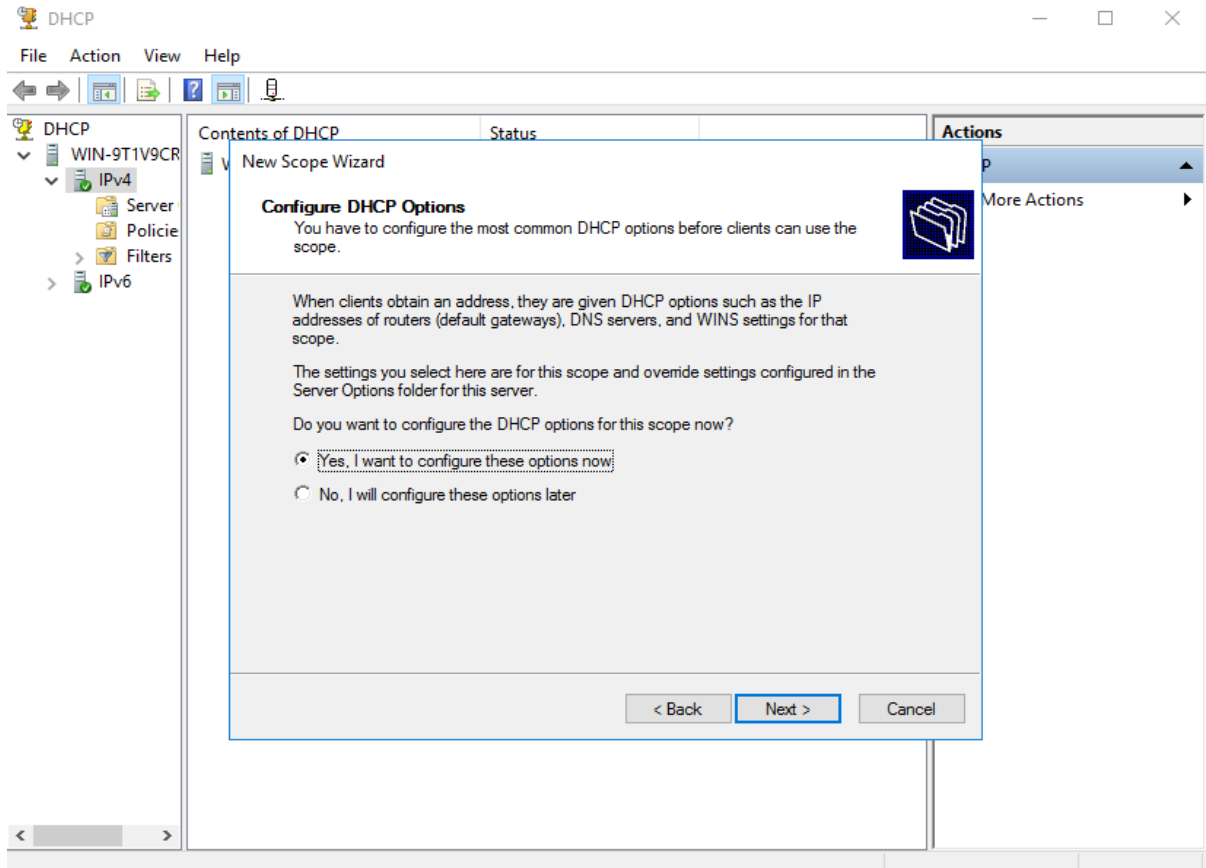 DHCP
File Action View Help
DHCP
WIN-9T1V9CR
IPv4
Server
Policie
Filters
IPv6
Contents of DHCP Status
Actions
New Scope Wizard
Configure DHCP Options
You have to configure the most common DHCP options before clients can use the
scope.
When clients obtain an address, they are given DHCP options such as the IP
addresses of routers (default gateways), DNS servers, and WINS settings for that
scope.
The settings you select here are for this scope and override settings configured in the
Server Options folder for this server.
Do you want to configure the DHCP options for this scope now?
Yes, I want to configure these options now
No, I will configure these options later
< Back Next > Cancel
P
More Actions